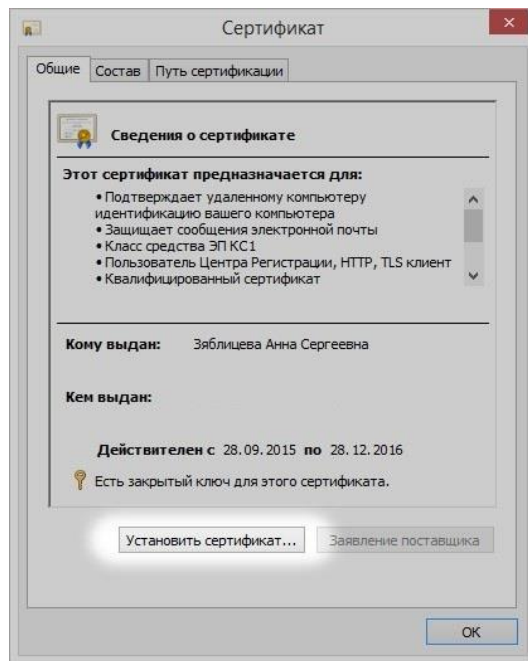 Сертификат
Общие Состав Путь сертификации
Сведения о сертификате
Этот сертификат предназначается для:
• Подтверждает удаленному компьютеру
идентификацию вашего компьютера
• Защищает сообщения электронной почты
• Класс средства ЭП КС1
• Пользователь Центра Регистрации, HTTP, TLS клиент
• Квалифицированный сертификат
Кому выдан: Зяблицева Анна Сергеевна
Кем выдан:
Действителен с 28.09.2015 по 28.12.2016
Есть закрытый ключ для этого сертификата.
Установить сертификат... Заявление поставщика
ОК